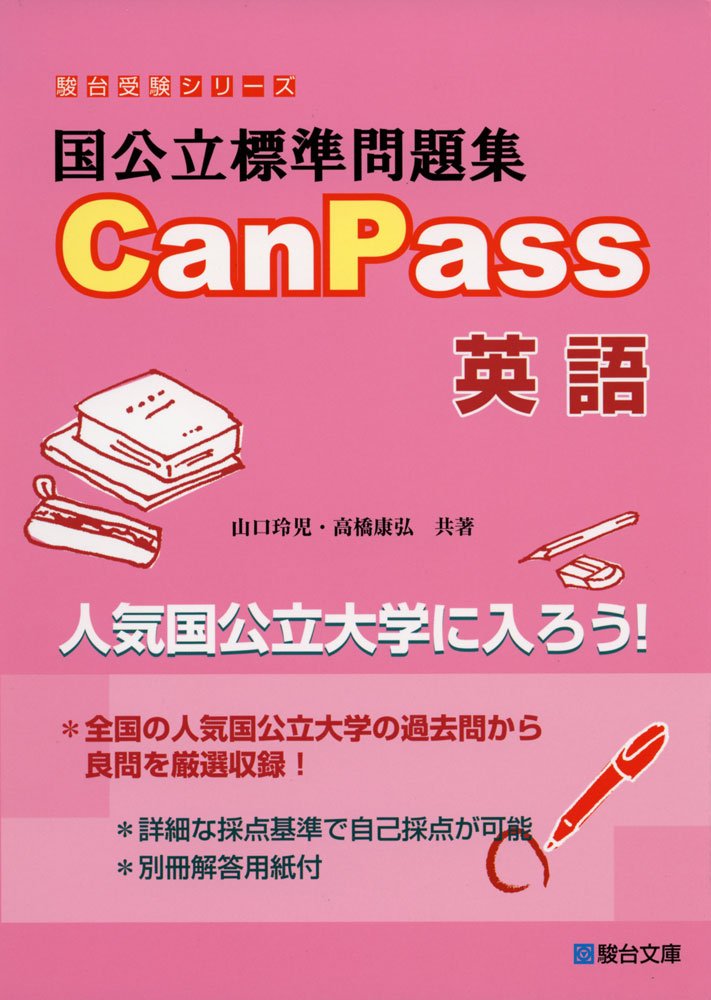 駿台受験シリーズ
国公立標準問題集
CanPass
英語
山口玲児・高橋康弘 共著
人気国公立大学に入ろう!
＊全国の人気国公立大学の過去問から
良問を厳選収録！
＊詳細な採点基準で自己採点が可能
＊別冊解答用紙付
駿台文庫